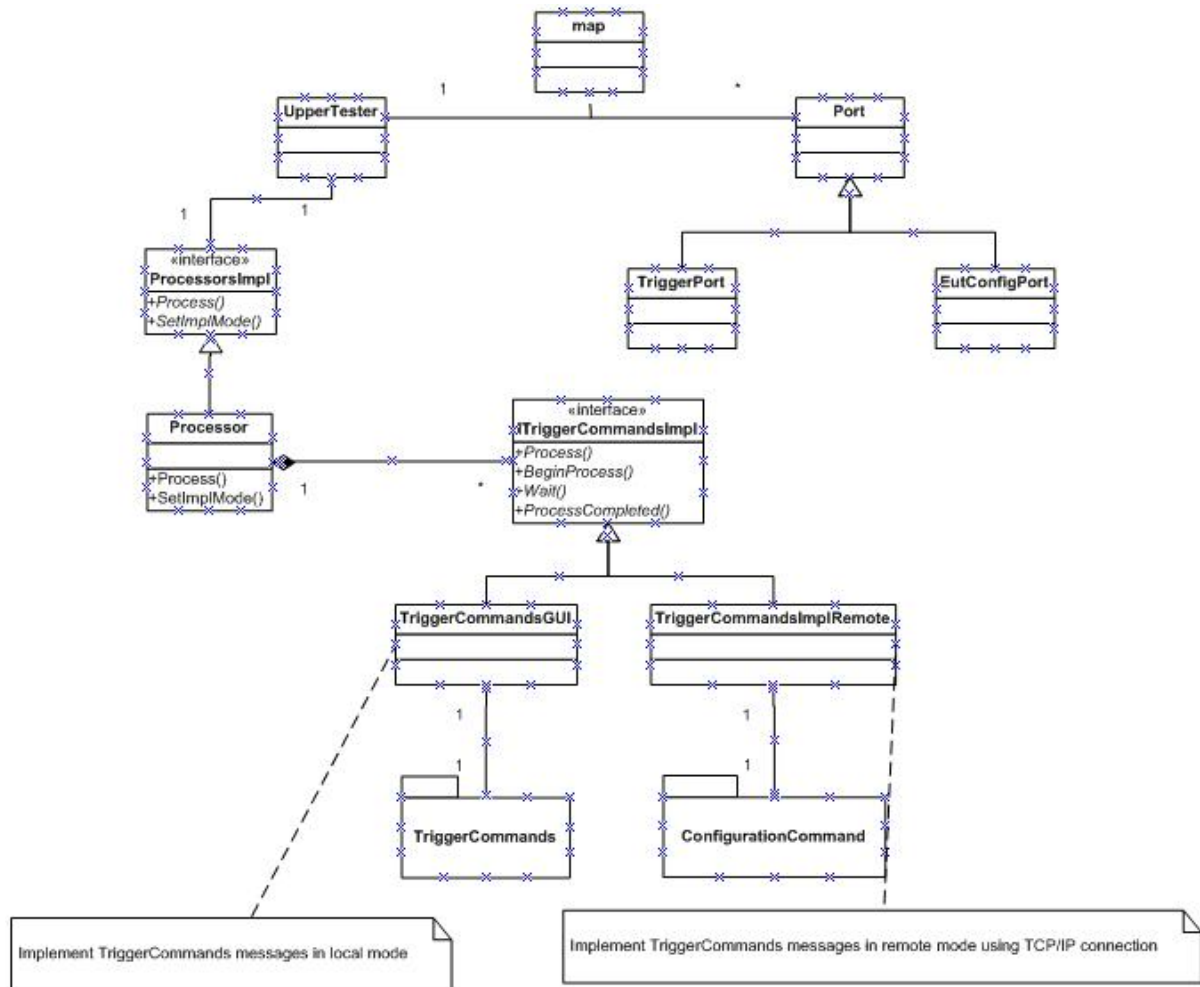 map
1
*
UpperTester
Port
1
1
«interface»
ProcessorsImpl
+Process()
+SetImplMode()
TriggerPort
EutConfigPort
Processor
+Process()
+SetImplMode()
1
*
«interface»
ITriggerCommandsImpl
+Process()
+BeginProcess()
+Wait()
+ProcessCompleted()
TriggerCommandsGUI
TriggerCommandsImplRemote
1
1
1
1
TriggerCommands
ConfigurationCommand
Implement TriggerCommands messages in local mode
Implement TriggerCommands messages in remote mode using TCP/IP connection